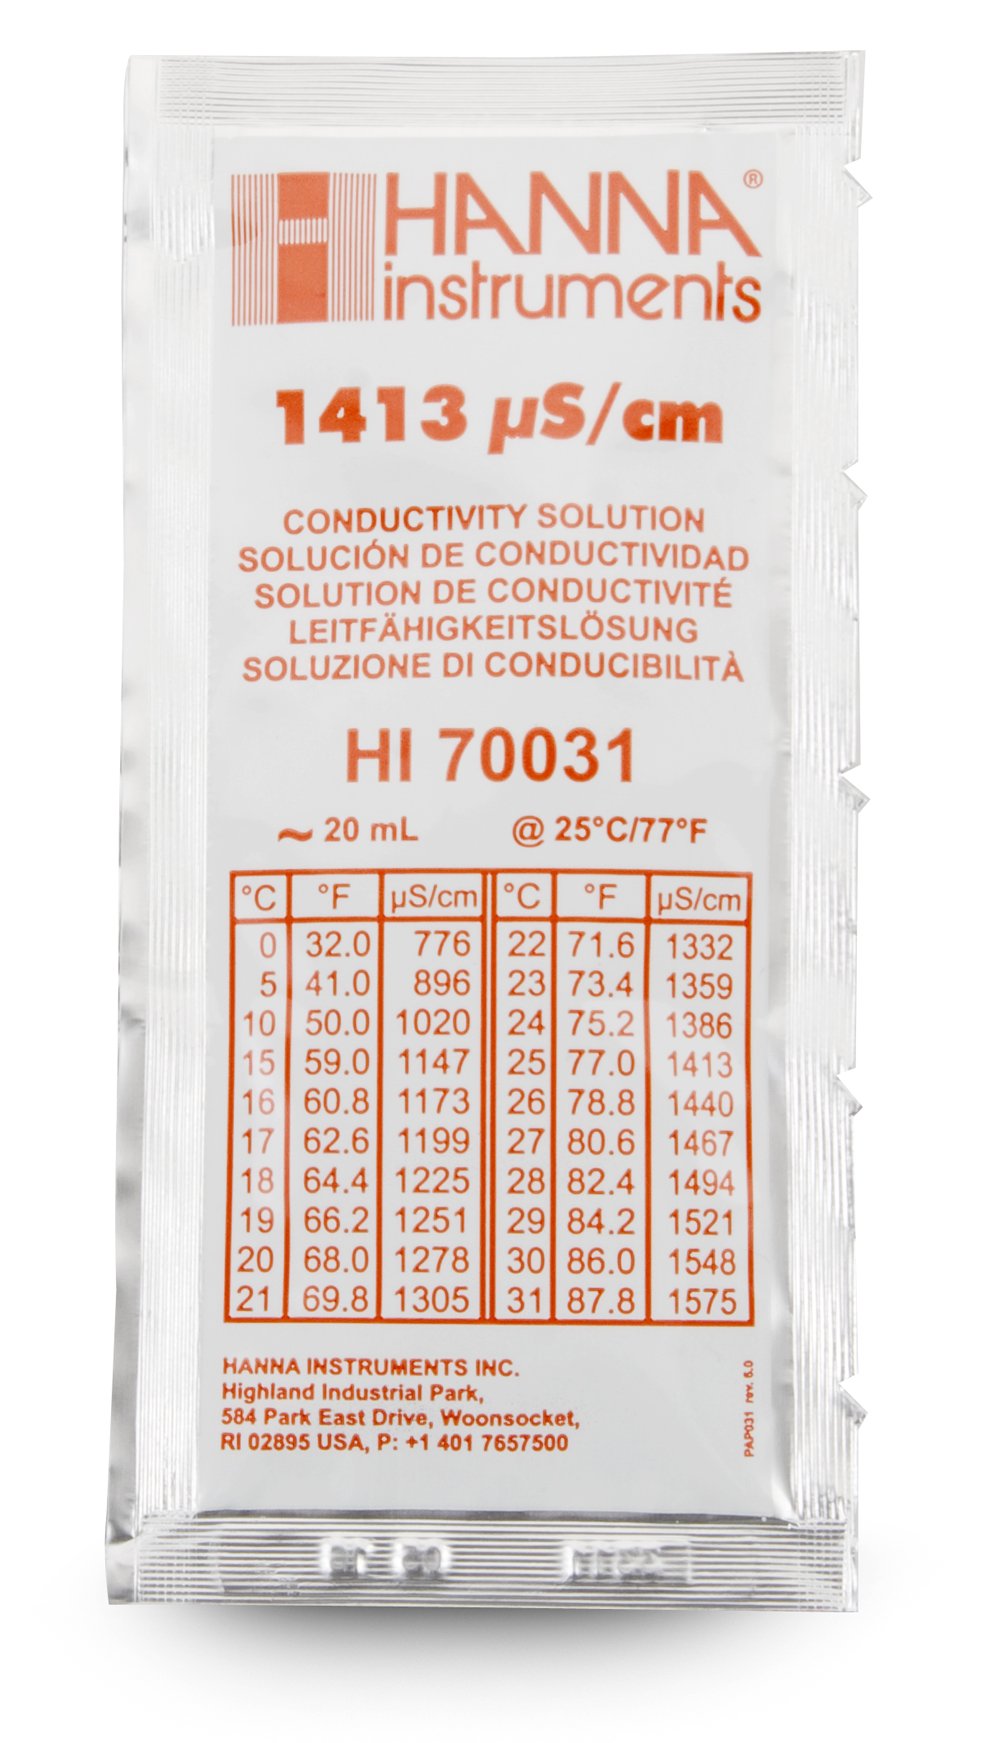 HANNA®
instruments
1413 µS/cm
CONDUCTIVITY SOLUTION
SOLUCIÓN DE CONDUCTIVIDAD
SOLUTION DE CONDUCTIVITÉ
LEITFÄHIGKEITSLÖSUNG
SOLUZIONE DI CONDUCIBILITÀ
HI 70031
~ 20 mL @ 25°C/77°F
°C °F µS/cm °C °F µS/cm
0 32.0 776 22 71.6 1332
5 41.0 896 23 73.4 1359
10 50.0 1020 24 75.2 1386
15 59.0 1147 25 77.0 1413
16 60.8 1173 26 78.8 1440
17 62.6 1199 27 80.6 1467
18 64.4 1225 28 82.4 1494
19 66.2 1251 29 84.2 1521
20 68.0 1278 30 86.0 1548
21 69.8 1305 31 87.8 1575
HANNA INSTRUMENTS INC.
Highland Industrial Park,
584 Park East Drive, Woonsocket,
RI 02895 USA, P: +1 401 7657500
PAP031 rev. 6.0